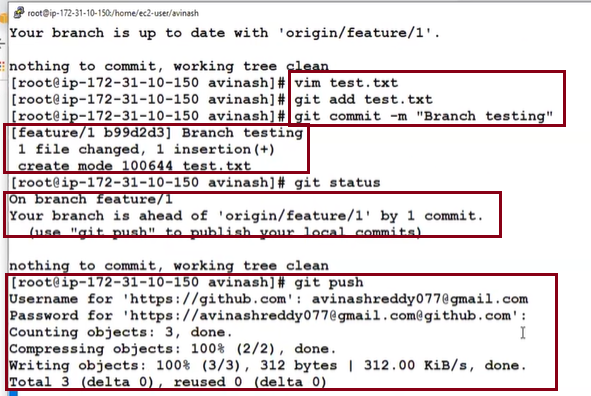 root@ip-172-31-10-150:/home/ec2-user/avinash
Your branch is up to date with 'origin/feature/1'.
nothing to commit, working tree clean
[root@ip-172-31-10-150 avinash]# vim test.txt
[root@ip-172-31-10-150 avinash]# git add test.txt
[root@ip-172-31-10-150 avinash]# git commit -m "Branch testing"
[feature/1 b99d2d3] Branch testing
1 file changed, 1 insertion(+)
create mode 100644 test.txt
[root@ip-172-31-10-150 avinash]# git status
On branch feature/1
Your branch is ahead of 'origin/feature/1' by 1 commit.
(use "git push" to publish your local commits)
nothing to commit, working tree clean
[root@ip-172-31-10-150 avinash]# git push
Username for 'https://github.com': avinashreddy077@gmail.com
Password for 'https://avinashreddy077@gmail.com@github.com':
Counting objects: 3, done.
Compressing objects: 100% (2/2), done.
Writing objects: 100% (3/3), 312 bytes | 312.00 KiB/s, done.
Total 3 (delta 0), reused 0 (delta 0)